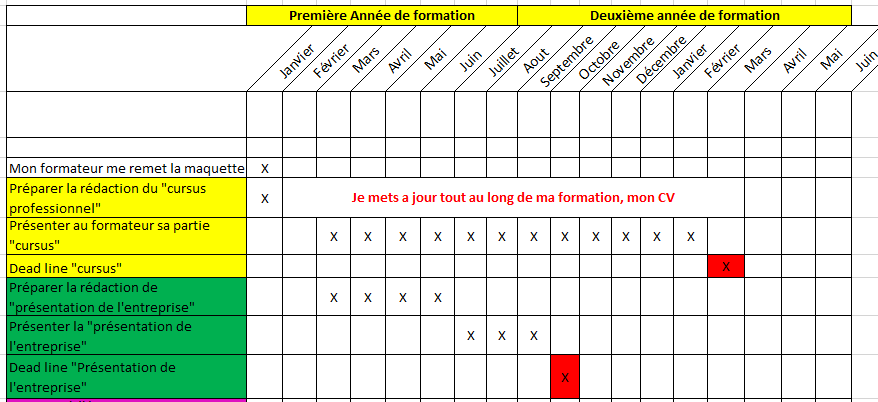 Première Année de formation Deuxième année de formation
Janvier Février Mars Avril Mai Juin Juillet Aout Septembre Octobre Novembre Décembre Janvier Février Mars Avril Mai Juin
Mon formateur me remet la maquette X
Préparer la rédaction du "cursus
professionnel" X Je mets a jour tout au long de ma formation, mon CV
Présenter au formateur sa partie
"cursus" X X X X X X X X X X X
Dead line "cursus" X
Préparer la rédaction de
"présentation de l'entreprise" X X X X
Présenter la "présentation de
l'entreprise" X X X
Dead line "Présentation de
l'entreprise" X